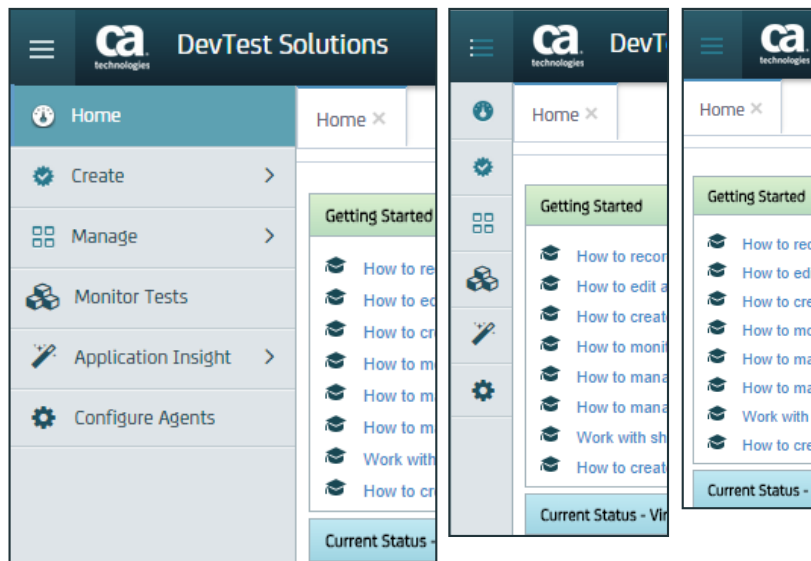 ca technologies DevTest Solutions
Home
Create
Manage
Monitor Tests
Application Insight
Configure Agents
Home ×
Getting Started
How to re
How to ed
How to cr
How to m
How to m
How to m
Work with
How to cr
Current Status -
ca technologies DevT
Home ×
Getting Started
How to recor
How to edit a
How to creat
How to monit
How to mana
How to mana
Work with sh
How to creat
Current Status - Vir
ca technologies
Home ×
Getting Started
How to rec
How to edi
How to cre
How to mo
How to ma
How to ma
Work with
How to cre
Current Status -